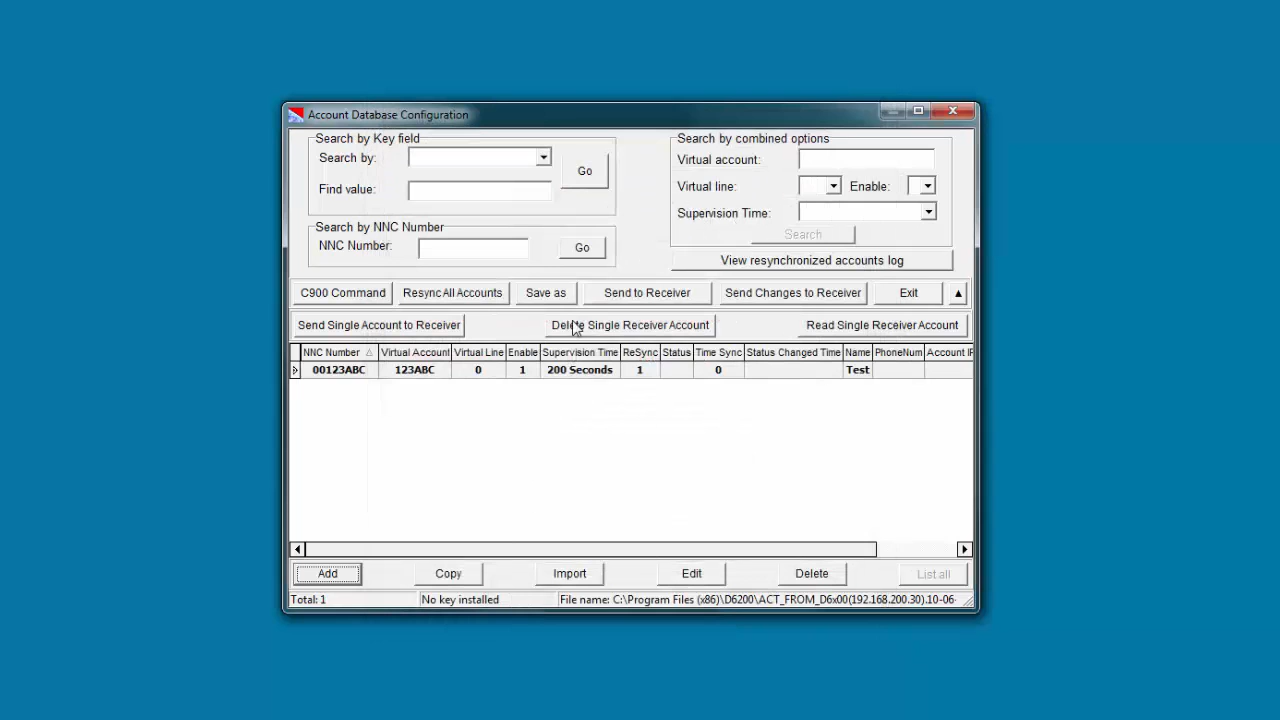 Account Database Configuration
Search by Key field
Search by:
Go
Find value:
Search by NNC Number
NNC Number:
Go
Search by combined options
Virtual account:
Virtual line:
Enable:
Supervision Time:
Search
View resynchronized accounts log
C900 Command
Resync All Accounts
Save as
Send to Receiver
Send Changes to Receiver
Exit
Send Single Account to Receiver
Delete Single Receiver Account
Read Single Receiver Account
NNC Number Virtual Account Virtual Line Enable Supervision Time ReSync Status Time Sync Status Changed Time Name PhoneNum Account IP
00123ABC 123ABC 0 1 200 Seconds 1 0 Test
Add
Copy
Import
Edit
Delete
List all
Total: 1
No key installed
File name: C:\Program Files (x86)\D6200\ACT_FROM_D6x00(192.168.200.30).10-06-